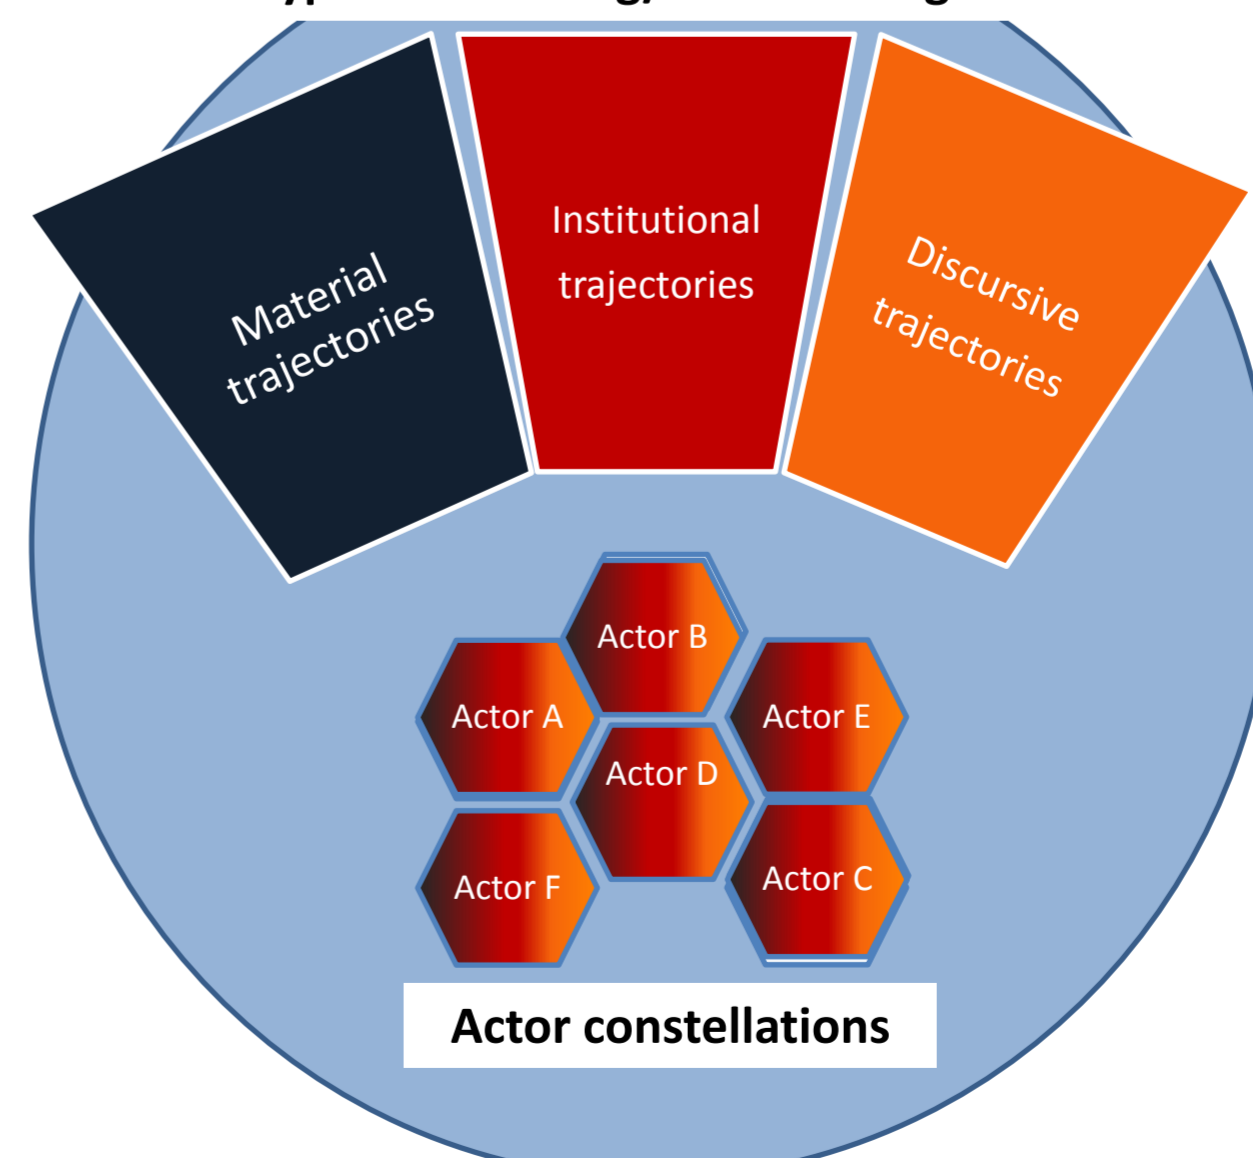 Material
trajectories
Institutional
trajectories
Discursive
trajectories
Actor B
Actor A
Actor E
Actor D
Actor F
Actor C
Actor constellations